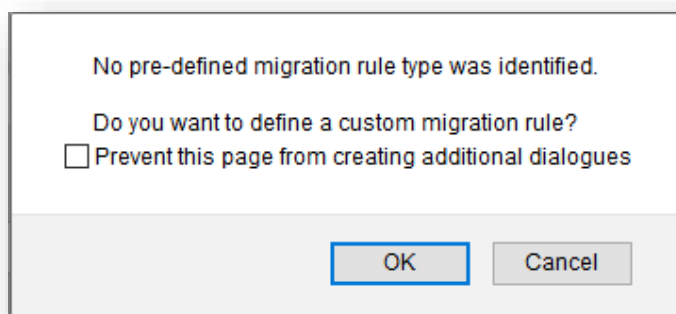 No pre-defined migration rule type was identified.
Do you want to define a custom migration rule?
Prevent this page from creating additional dialogues
OK
Cancel